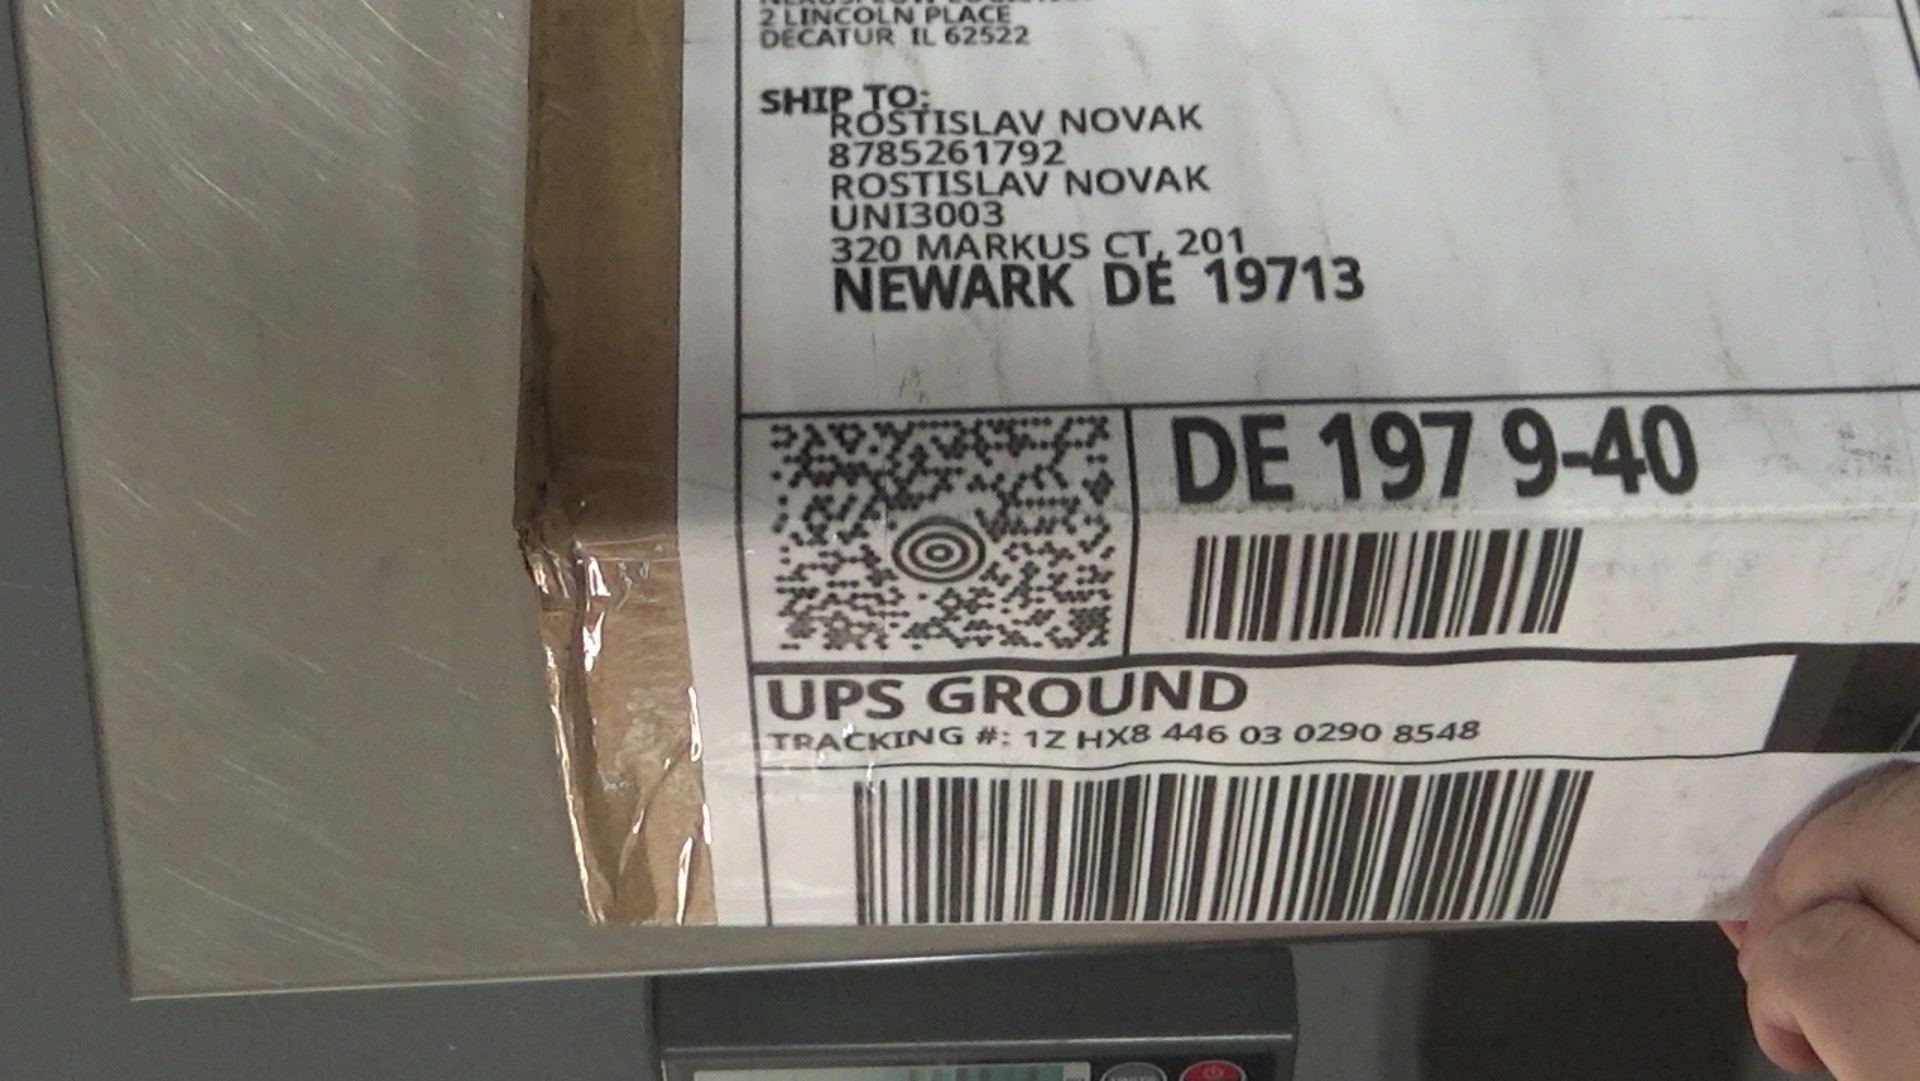 2 LINCOLN PLACE
DECATUR IL 62522
SHIP TO:
ROSTISLAV NOVAK
8785261792
ROSTISLAV NOVAK
UNI3003
320 MARKUS CT, 201
NEWARK DE 19713
DE 197 9-40
UPS GROUND
TRACKING #: 1Z HX8 446 03 0290 8548